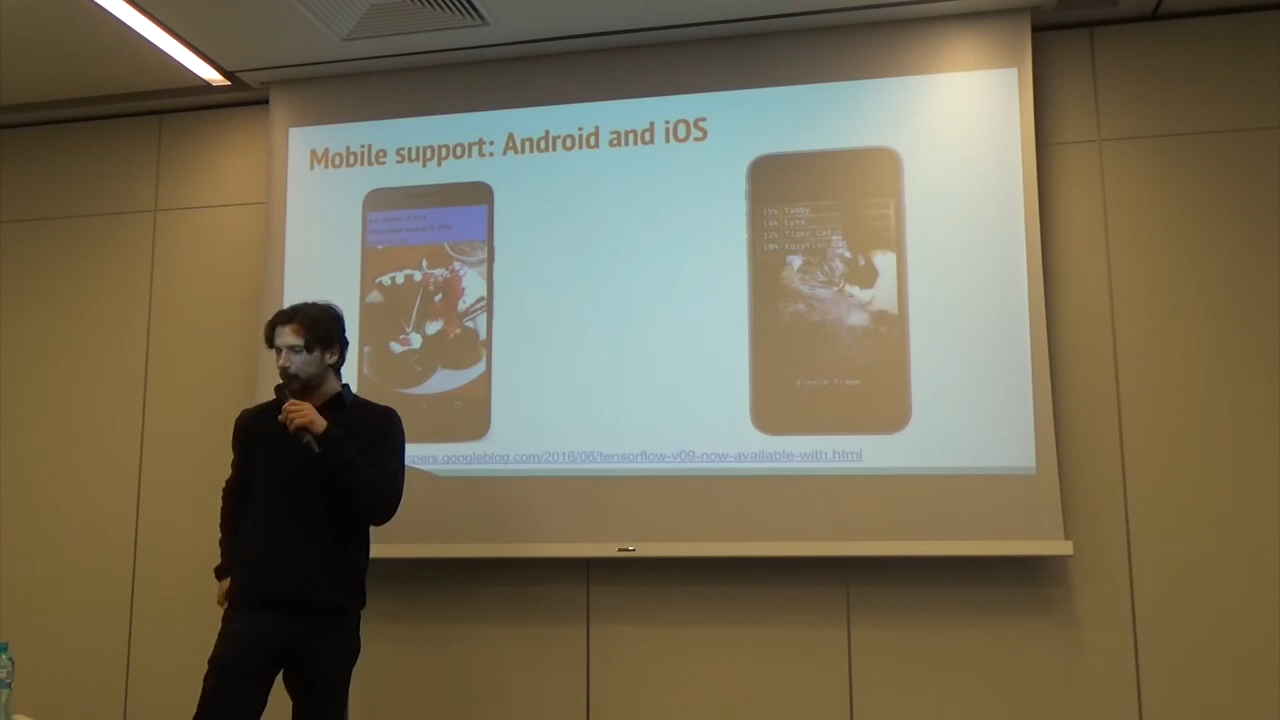 Mobile support: Android and iOS
15% Tabby
14% Lynx
12% Tiger Cat
10% Egyptian Cat
Freeze Frame
opers.googleblog.com/2016/06/tensorflow-v09-now-available-with.html